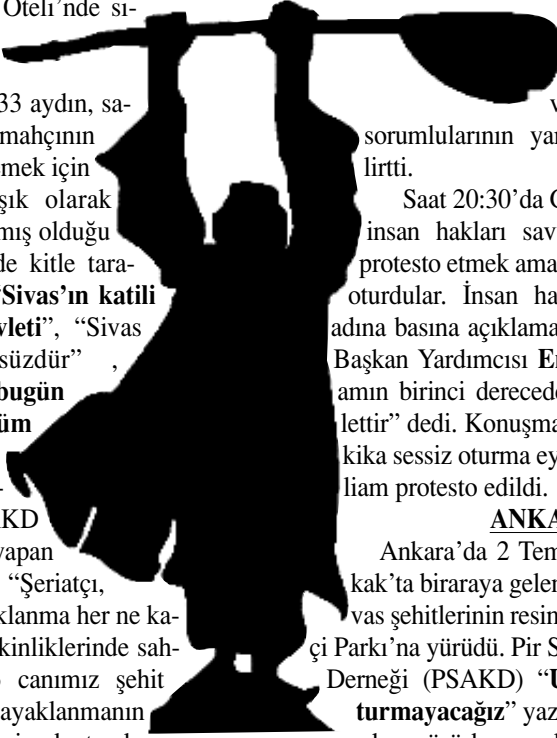 Oteli’nde si-
33 aydın, sa-
mahçının
emek için
şık olarak
mış olduğu
de kitle tara-
“Sivas’ın katili
vleti”, “Sivas
süzdür” ,
bugün
üm
-
KD
yapan
“Şeriatçı,
klanma her ne ka-
kinliklerinde sah-
canımız şehit
ayaklanmanın
sorumlularının yar
lirtti.
Saat 20:30’da G
insan hakları sav
protesto etmek ama
oturdular. İnsan ha
adına basına açıklama
Başkan Yardımcısı
amın birinci derecede
lettir” dedi. Konuşma
kika sessiz oturma ey
liam protesto edildi.
ANKA
Ankara’da 2 Tem
kak’ta biraraya gelen
vas şehitlerinin resim
çi Parkı’na yürüdü. Pir S
Derneği (PSAKD) “U
turmayacağız” yaz